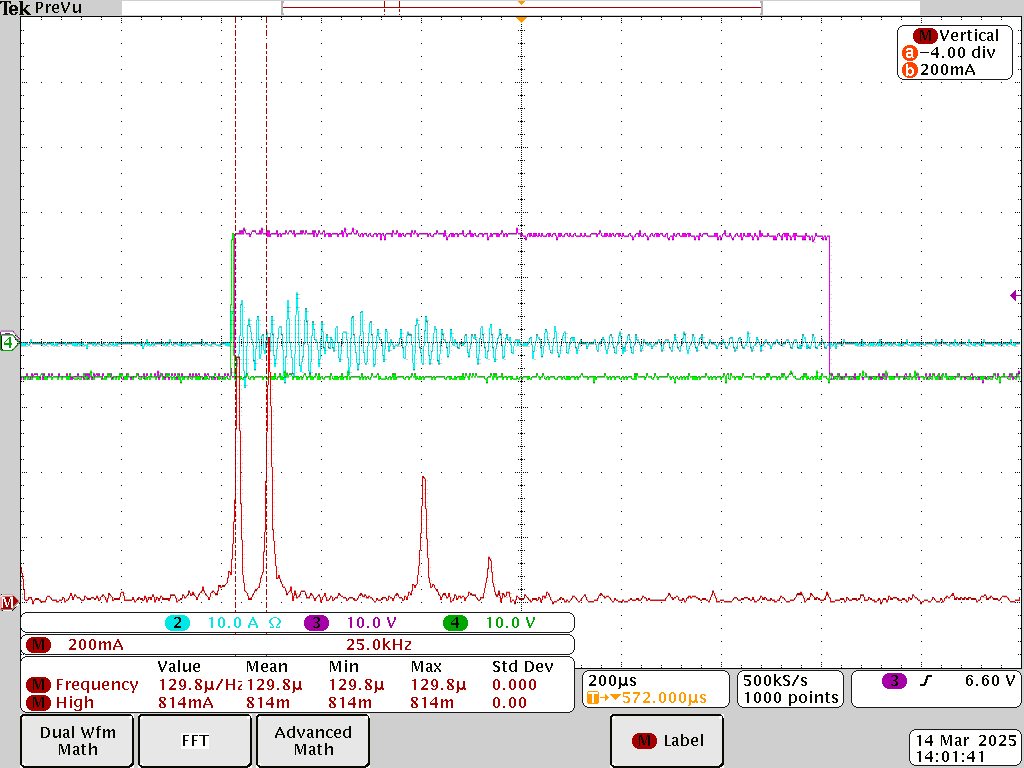 Tek PreVu
M Vertical
a -4.00 div
b 200mA
4
M
2 10.0 A Ω 3 10.0 V 4 10.0 V
M 200mA 25.0kHz
Value Mean Min Max Std Dev
M Frequency 129.8µ/Hz 129.8µ 129.8µ 129.8µ 0.000
M High 814mA 814m 814m 814m 0.00
200µs
T→▼572.000µs
500kS/s
1000 points
3 ƒ 6.60 V
Dual Wfm
Math
FFT
Advanced
Math
M Label
14 Mar 2025
14:01:41